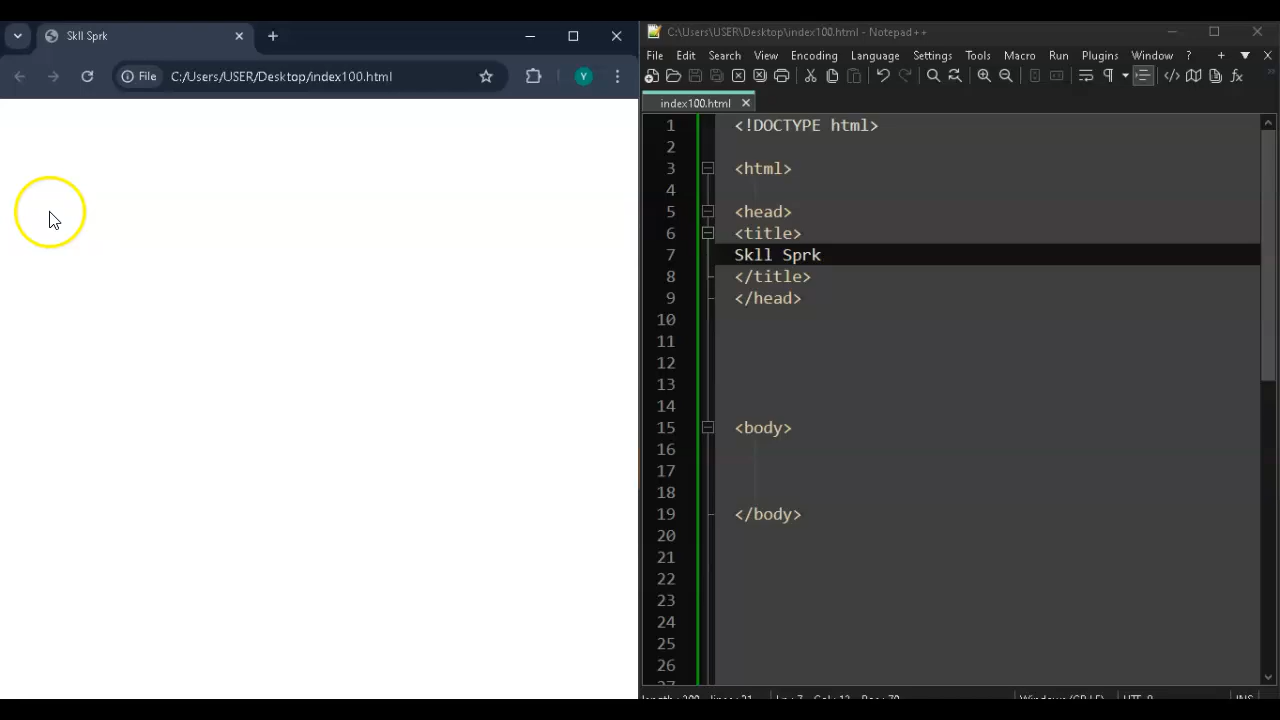 Skll Sprk
File
C:/Users/USER/Desktop/index100.html
Y
C:\Users\USER\Desktop\index100.html - Notepad++
File Edit Search View Encoding Language Settings Tools Macro Run Plugins Window ?
index100.html
1 <!DOCTYPE html>
2
3 <html>
4
5 <head>
6 <title>
7 Skll Sprk
8 </title>
9 </head>
10
11
12
13
14
15 <body>
16
17
18
19 </body>
20
21
22
23
24
25
26